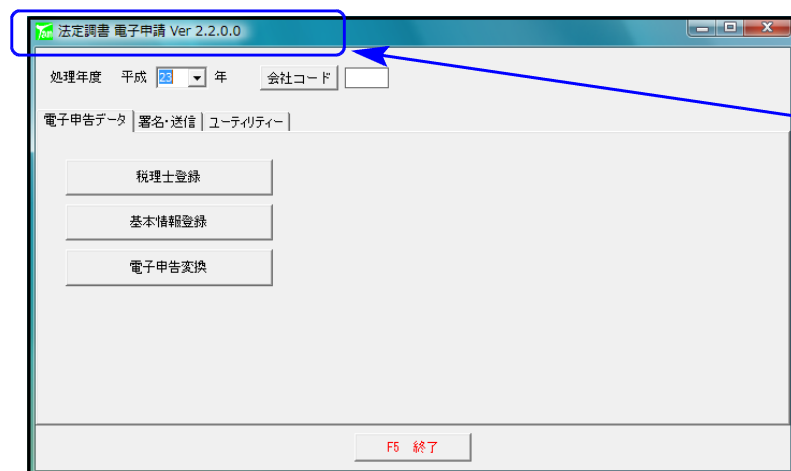 法定調書 電子申請 Ver 2.2.0.0
処理年度 平成 23 年 会社コード
電子申告データ 署名・送信 ユーティリティー
税理士登録
基本情報登録
電子申告変換
F5 終了